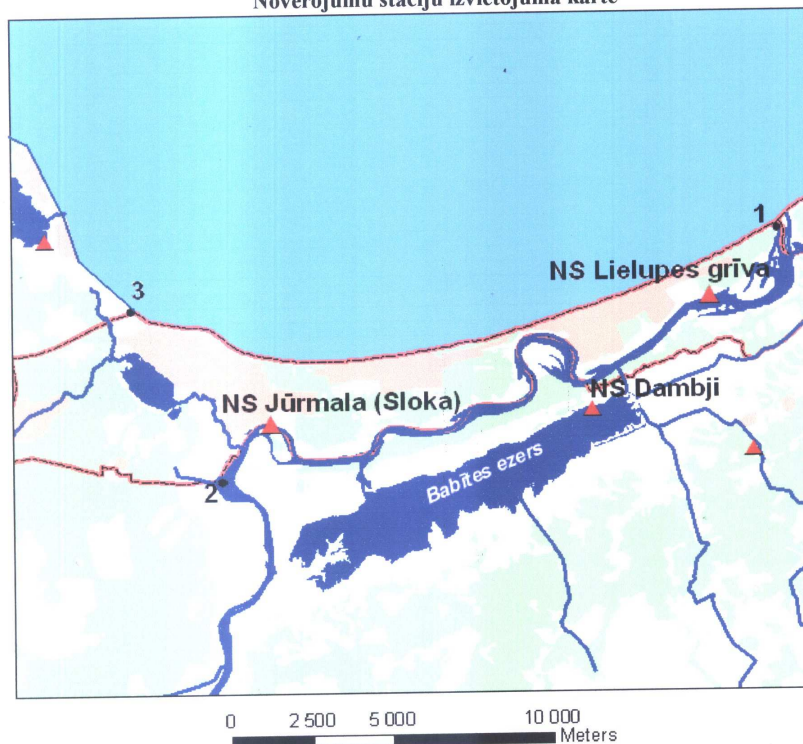 Novērojumu staciju izvietojuma karte
1
NS Lielupes grīva
3
NS Dambji
NS Jūrmala (Sloka)
Babītes ezers
2
0 2 500 5 000 10 000
Meters